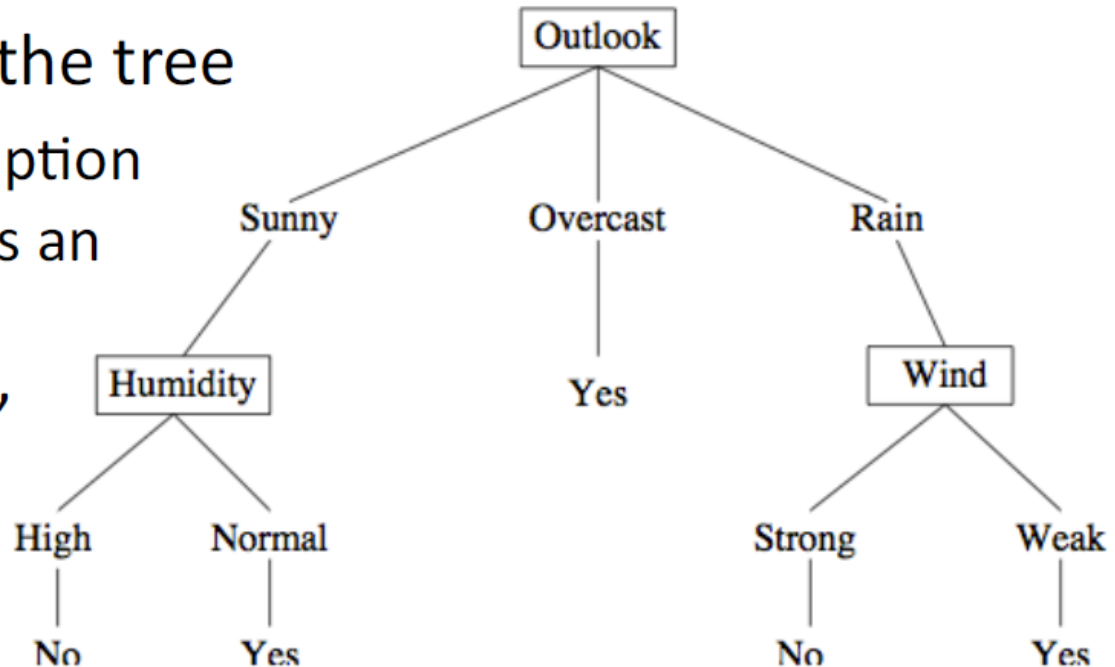 the tree
ption
s an
,
Outlook
Sunny Overcast Rain
Humidity Yes Wind
High Normal Strong Weak
No Yes No Yes